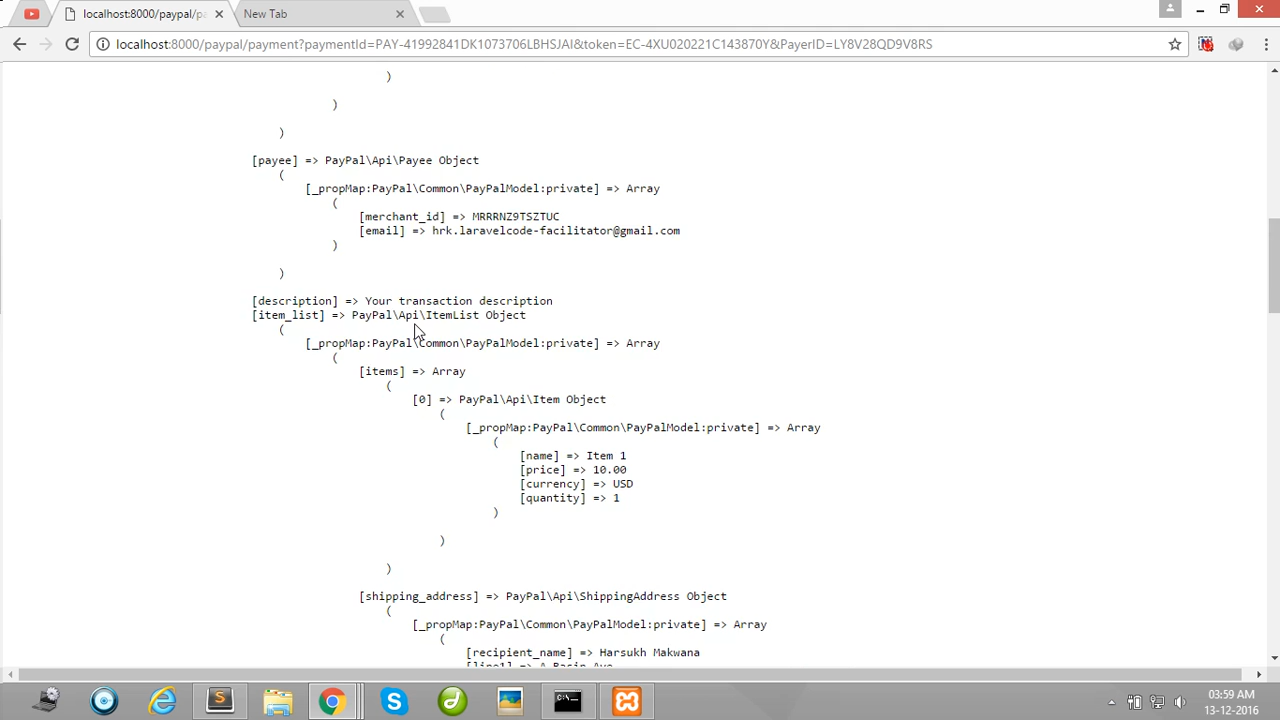 localhost:8000/paypal/pa
New Tab
localhost:8000/paypal/payment?paymentId=PAY-41992841DK1073706LBHSJAI&token=EC-4XU020221C143870Y&PayerID=LY8V28QD9V8RS
)
)
)
[payee] => PayPal\Api\Payee Object
(
[_propMap:PayPal\Common\PayPalModel:private] => Array
(
[merchant_id] => MRRRNZ9TSZTUC
[email] => hrk.laravelcode-facilitator@gmail.com
)
)
[description] => Your transaction description
[item_list] => PayPal\Api\ItemList Object
(
[_propMap:PayPal\Common\PayPalModel:private] => Array
(
[items] => Array
(
[0] => PayPal\Api\Item Object
(
[_propMap:PayPal\Common\PayPalModel:private] => Array
(
[name] => Item 1
[price] => 10.00
[currency] => USD
[quantity] => 1
)
)
)
[shipping_address] => PayPal\Api\ShippingAddress Object
(
[_propMap:PayPal\Common\PayPalModel:private] => Array
(
[recipient_name] => Harsukh Makwana
03:59 AM
13-12-2016